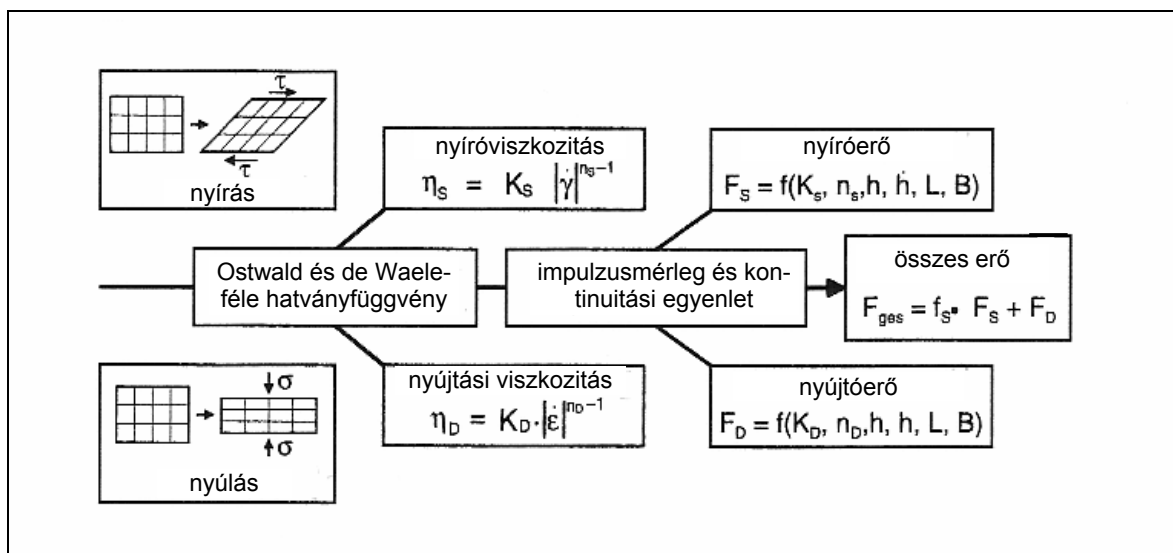 τ
τ
nyírás
nyíróviszkozitás
η_S = K_S |γ̇|^(n_S-1)
nyíróerő
F_S = f(K_s, n_s,h, ḣ, L, B)
Ostwald és de Waele-
féle hatványfüggvény
impulzusmérleg és kon-
tinuitási egyenlet
összes erő
F_ges = f_S▪ F_S + F_D
σ
σ
nyúlás
nyújtási viszkozitás
η_D = K_D·|ε̇|^(n_D-1)
nyújtóerő
F_D = f(K_D, n_D,h, h, L, B)